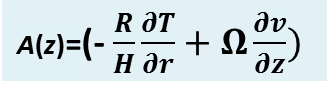 A(z)=(- R/H ∂T/∂r + Ω ∂v/∂z)